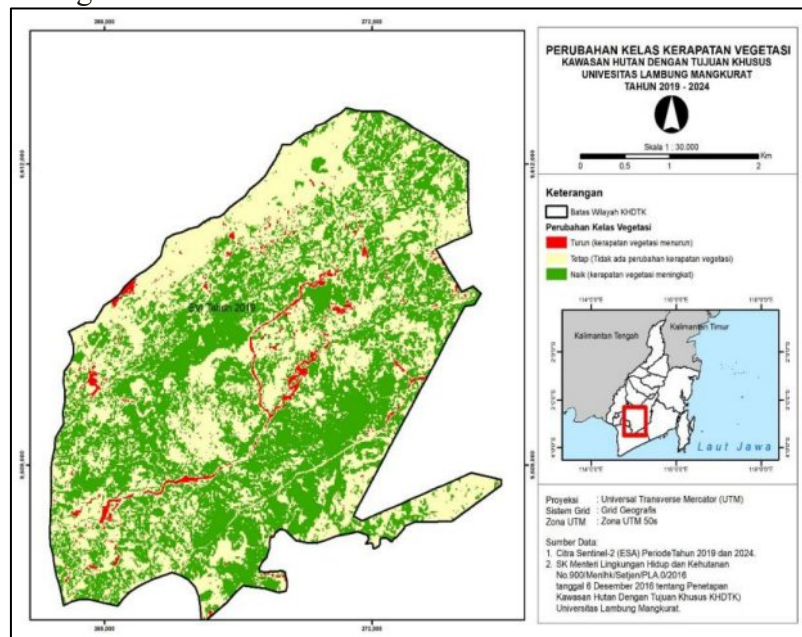 PERUBAHAN KELAS KERAPATAN VEGETASI
KAWASAN HUTAN DENGAN TUJUAN KHUSUS
UNIVESITAS LAMBUNG MANGKURAT
TAHUN 2019 - 2024
Skala 1 : 30.000
0 0.5 1 2
Km
Keterangan
Batas Wilayah KHDTK
Perubahan Kelas Vegetasi
Turun (kerapatan vegetasi menurun)
Tetap (Tidak ada perubahan kerapatan vegetasi)
Naik (kerapatan vegetasi meningkat)
Kalimantan Tengah
Kalimantan Timur
Laut Jawa
Proyeksi : Universal Transverse Mercator (UTM)
Sistem Grid : Grid Geografis
Zona UTM : Zona UTM 50s
Sumber Data:
1. Citra Sentinel-2 (ESA) PeriodeTahun 2019 dan 2024.
2. SK Menteri Lingkungan Hidup dan Kehutanan
No.900/Menlhk/Setjen/PLA.0/2016
tanggal 6 Desember 2016 tentang Penetapan
Kawasan Hutan Dengan Tujuan Khusus KHDTK)
Universitas Lambung Mangkurat.
Tahun 2019